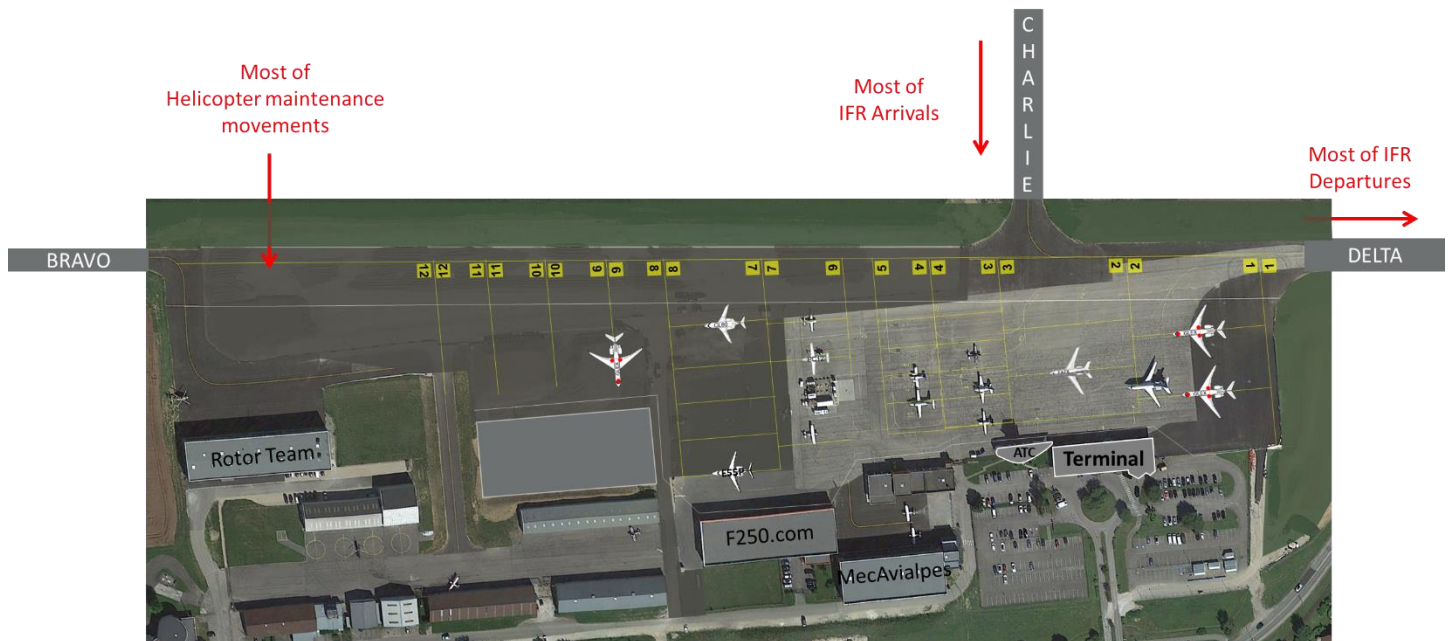 Most of
Helicopter maintenance
movements
Most of
IFR Arrivals
CHARLIE
Most of IFR
Departures
BRAVO
DELTA
12 12 11 11 10 10 9 9 8 8 7 7 6 5 4 4 3 3 2 2 1 1
Rotor Team
ATC
Terminal
F250.com
MecAvialpes